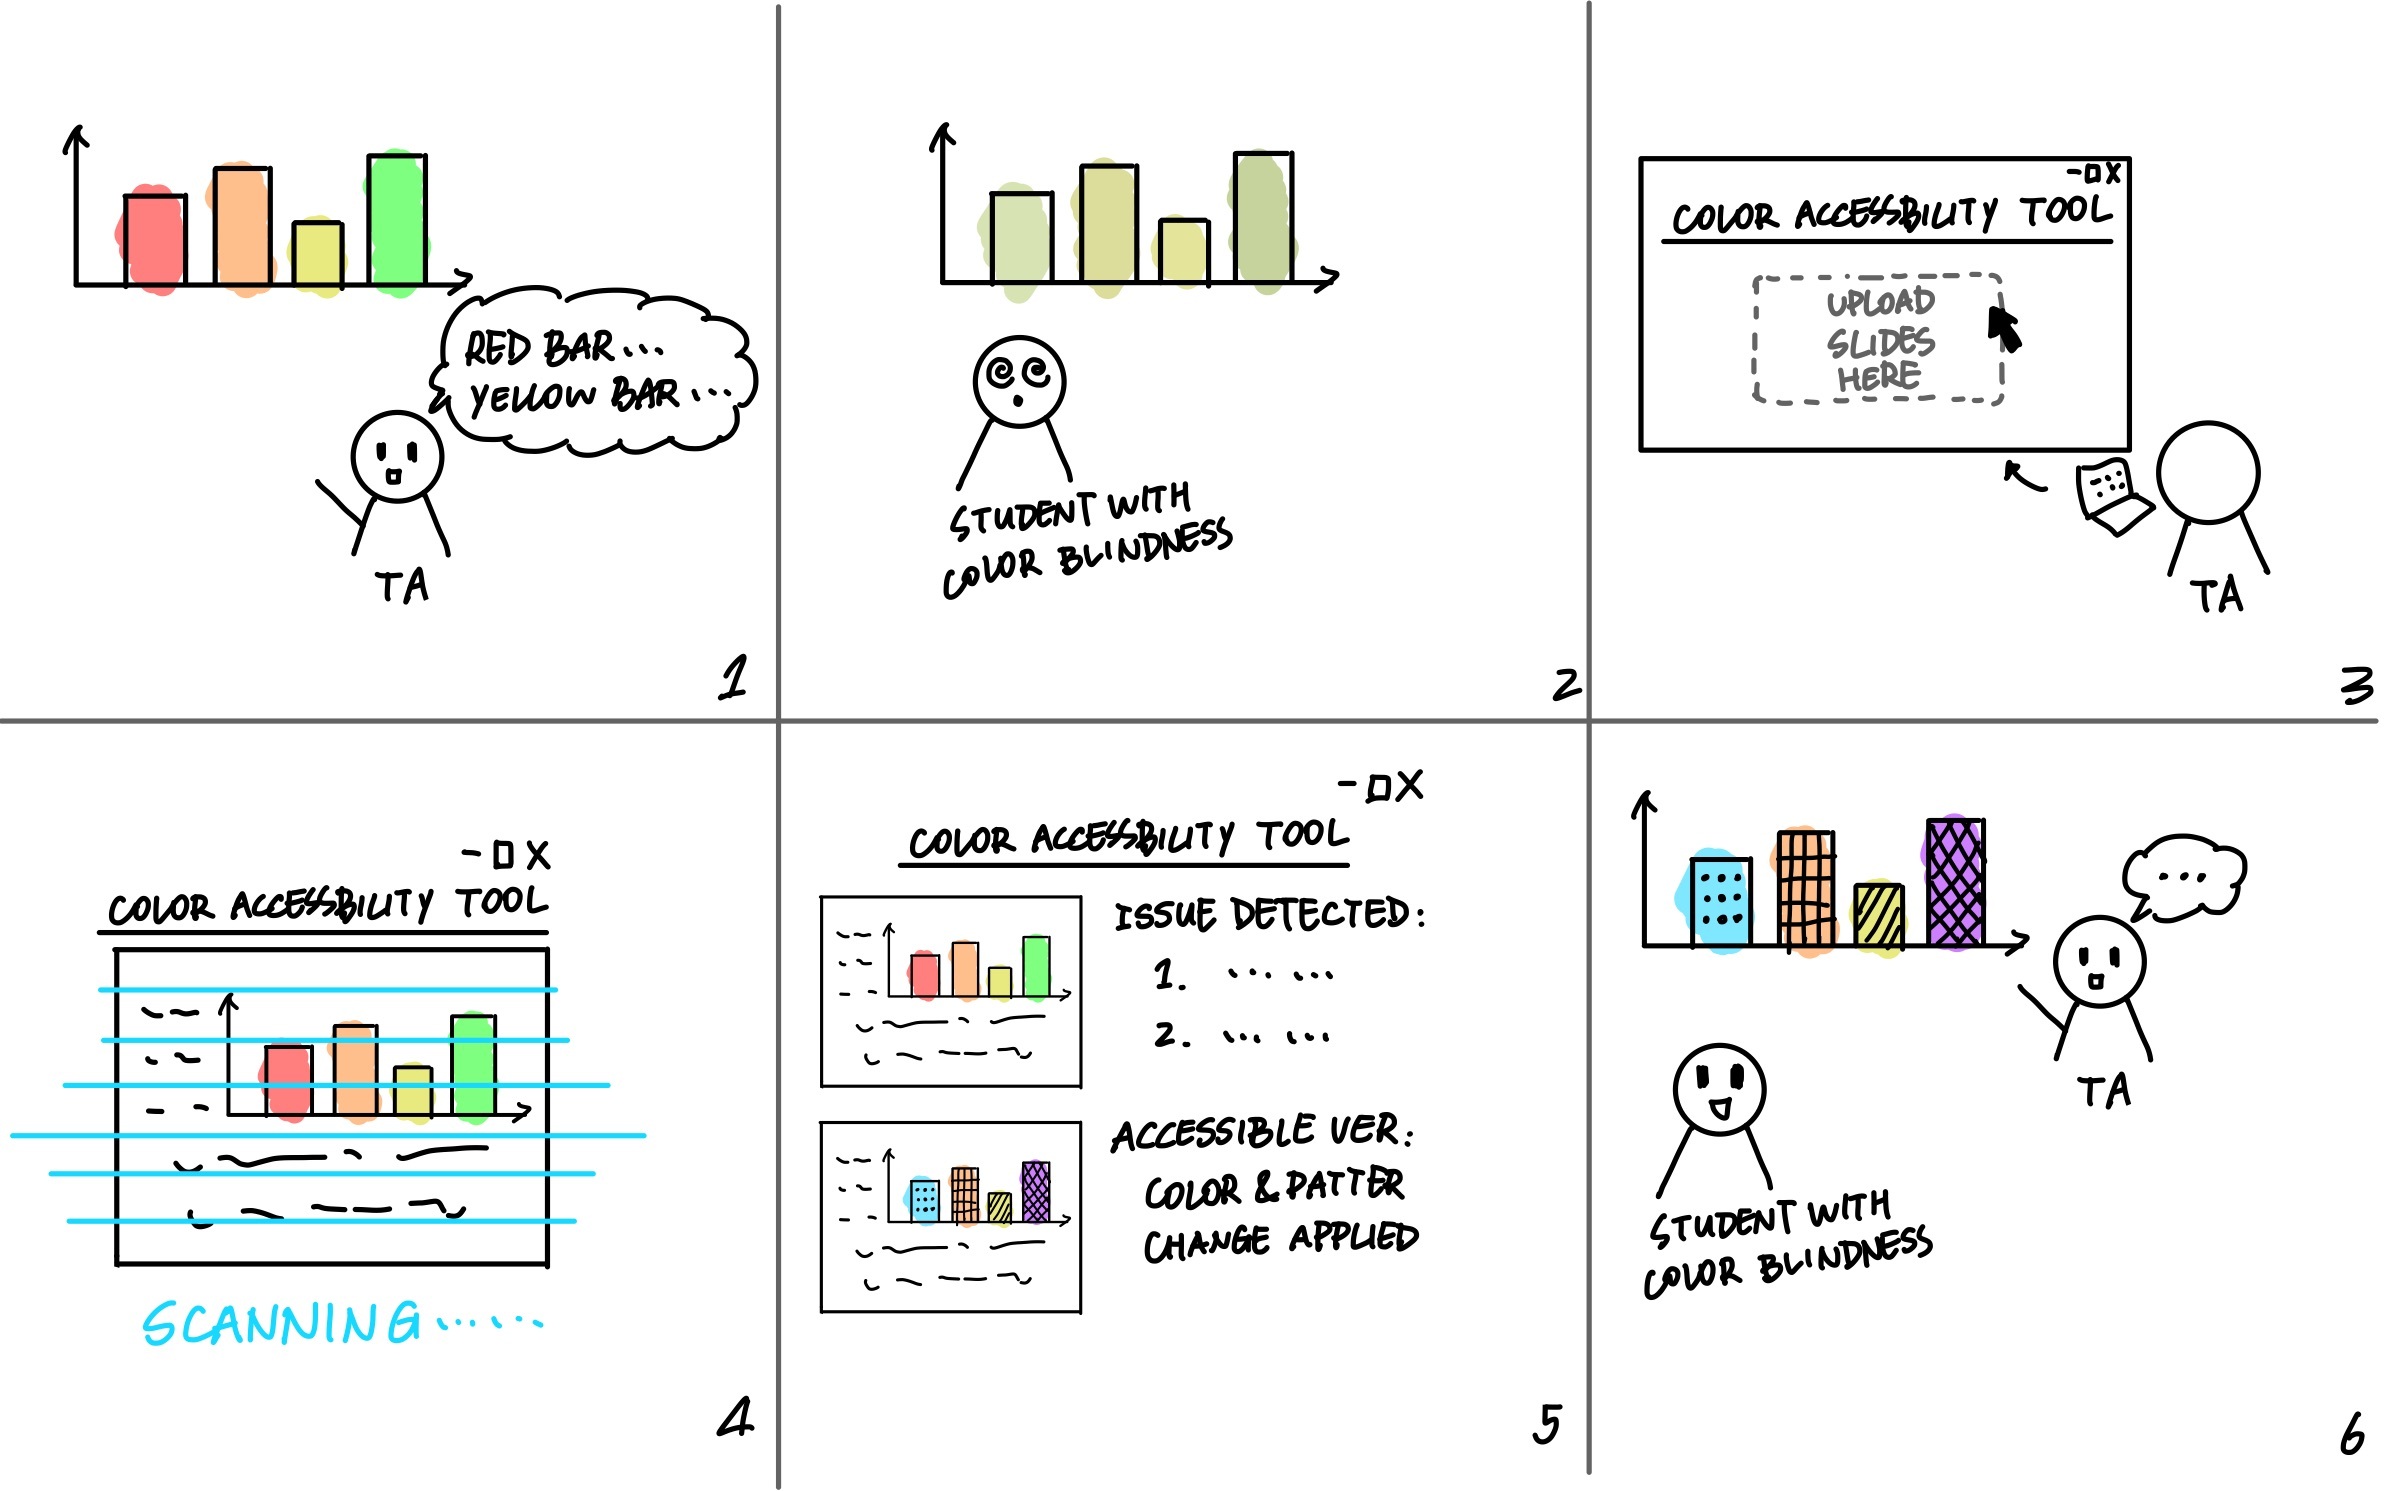 RED BAR...
YELLOW BAR...
TA
1
STUDENT WITH
COLOR BLINDNESS
2
-□X
COLOR ACCESSBILITY TOOL
UPLOAD
SLIDES
HERE
TA
3
-□X
COLOR ACCESSBILITY TOOL
SCANNING......
4
-□X
COLOR ACCESSBILITY TOOL
ISSUE DETECTED:
1. ... ...
2. ... ...
ACCESSIBLE VER:
COLOR & PATTER
CHANGE APPLIED
5
...
TA
STUDENT WITH
COLOR BLINDNESS
6